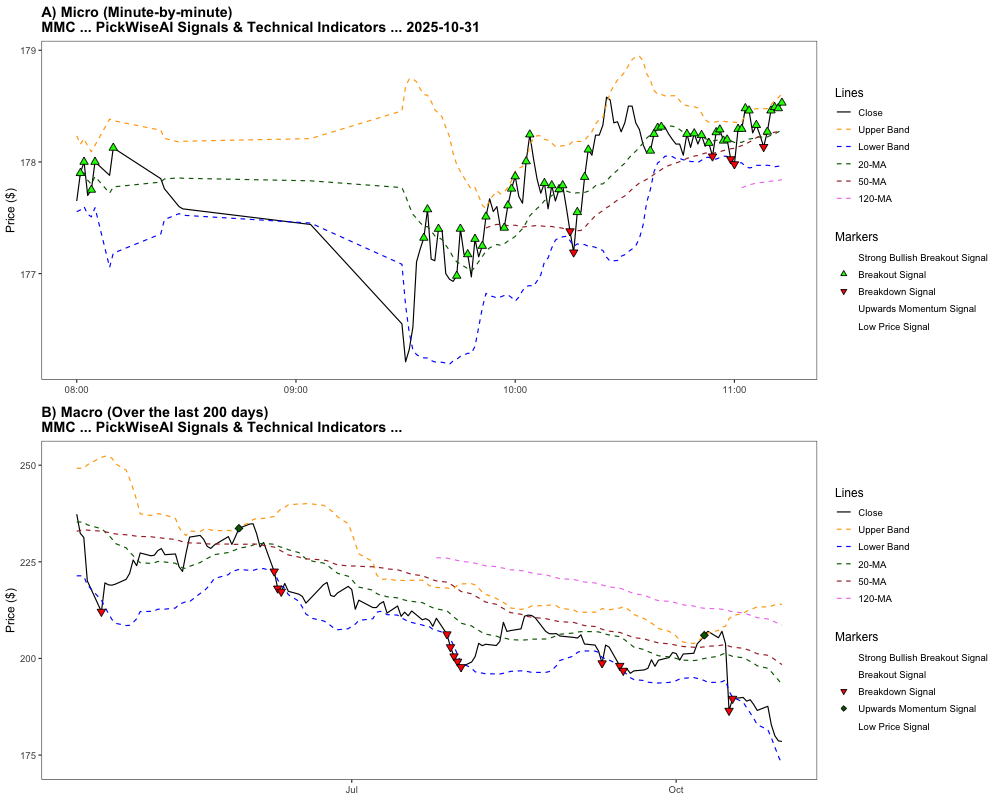 A) Micro (Minute-by-minute)
MMC ... PickWiseAI Signals & Technical Indicators ... 2025-10-31
Price ($)
179
178
177
08:00
09:00
10:00
11:00
Lines
Close
Upper Band
Lower Band
20-MA
50-MA
120-MA
Markers
Strong Bullish Breakout Signal
Breakout Signal
Breakdown Signal
Upwards Momentum Signal
Low Price Signal
B) Macro (Over the last 200 days)
MMC ... PickWiseAI Signals & Technical Indicators ...
Price ($)
250
225
200
175
Jul
Oct
Lines
Close
Upper Band
Lower Band
20-MA
50-MA
120-MA
Markers
Strong Bullish Breakout Signal
Breakout Signal
Breakdown Signal
Upwards Momentum Signal
Low Price Signal